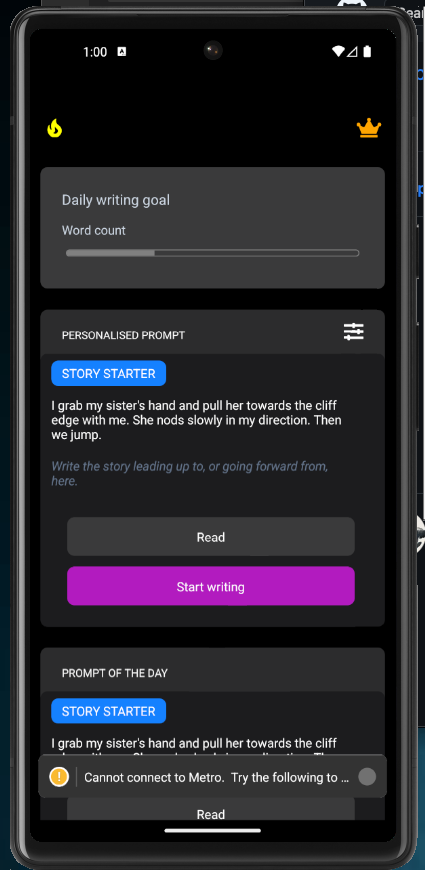 1:00
Daily writing goal
Word count
PERSONALISED PROMPT
STORY STARTER
I grab my sister's hand and pull her towards the cliff
edge with me. She nods slowly in my direction. Then
we jump.
Write the story leading up to, or going forward from,
here.
Read
Start writing
PROMPT OF THE DAY
STORY STARTER
I grab my sister's hand and pull her towards the cliff
Cannot connect to Metro. Try the following to ...
Read